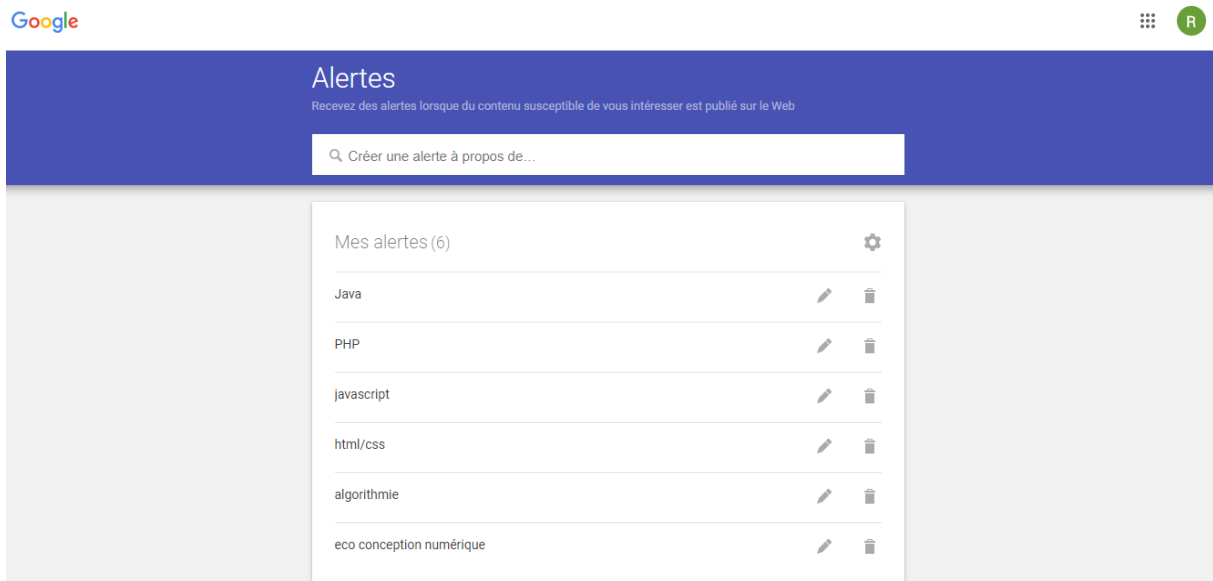 Google
R
Alertes
Recevez des alertes lorsque du contenu susceptible de vous intéresser est publié sur le Web
Créer une alerte à propos de...
Mes alertes (6)
Java
PHP
javascript
html/css
algorithmie
eco conception numérique